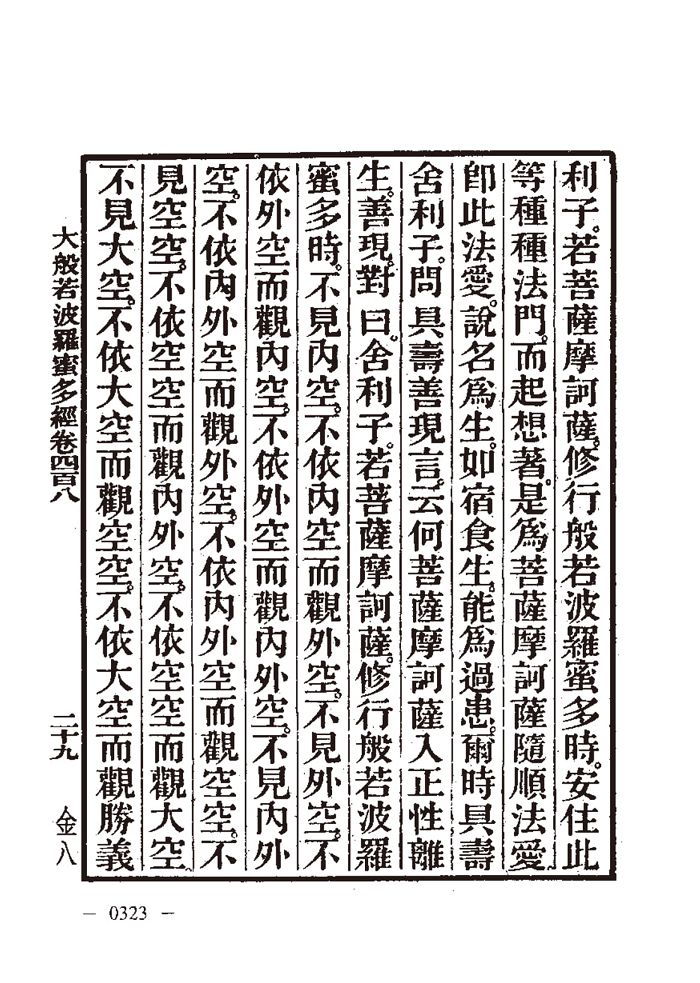 利子。若菩薩摩訶薩。修行般若波羅蜜多時。安住此
等種種法門。而起想著。是爲菩薩摩訶薩隨順法愛。
卽此法愛。說名爲生。如宿食生。能爲過患。爾時具壽
舍利子。問具壽善現言。云何菩薩摩訶薩入正性離
生。善現。對曰。舍利子。若菩薩摩訶薩。修行般若波羅
蜜多時。不見內空。不依內空而觀外空。不見外空。不
依外空而觀內空。不依外空而觀內外空。不見內外
空。不依內外空而觀外空。不依內外空而觀空空。不
見空空。不依空空而觀內外空。不依空空而觀大空。
不見大空。不依大空而觀空空。不依大空而觀勝義
大般若波羅蜜多經卷四百八
二十九
金八
— 0323 —